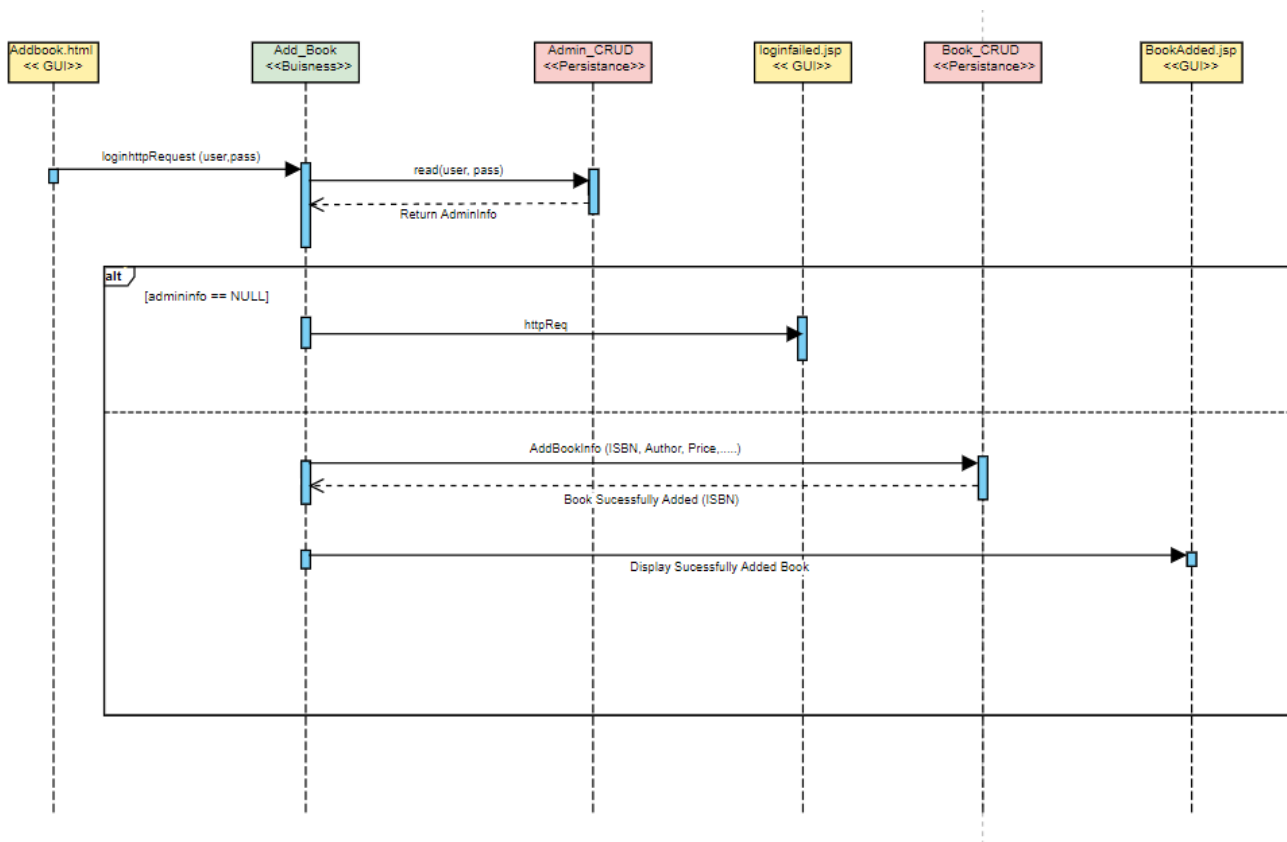 Addbook.html
<< GUI>>
Add_Book
<<Buisness>>
Admin_CRUD
<<Persistance>>
loginfailed.jsp
<< GUI>>
Book_CRUD
<<Persistance>>
BookAdded.jsp
<<GUI>>
loginhttpRequest (user,pass)
read(user, pass)
Return AdminInfo
alt
[admininfo == NULL]
httpReq
AddBookInfo (ISBN, Author, Price,.....)
Book Sucessfully Added (ISBN)
Display Sucessfully Added Book